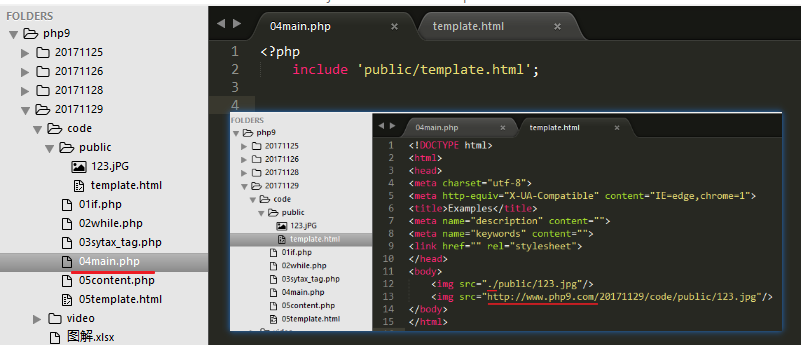 FOLDERS
php9
20171125
20171126
20171128
20171129
code
public
123.jPG
template.html
01if.php
02while.php
03sytax_tag.php
04main.php
05content.php
05template.html
video
图解.xlsx
04main.php × template.html ×
1 <?php
2 include 'public/template.html';
3
4
FOLDERS
php9
20171125
20171126
20171128
20171129
code
public
123.JPG
template.html
01if.php
02while.php
03sytax_tag.php
04main.php
05content.php
05template.html
04main.php × template.html ×
1 <!DOCTYPE html>
2 <html>
3 <head>
4 <meta charset="utf-8">
5 <meta http-equiv="X-UA-Compatible" content="IE=edge,chrome=1">
6 <title>Examples</title>
7 <meta name="description" content="">
8 <meta name="keywords" content="">
9 <link href="" rel="stylesheet">
10 </head>
11 <body>
12 <img src="./public/123.jpg"/>
13 <img src="http://www.php9.com/20171129/code/public/123.jpg"/>
14 </body>
15 </html>